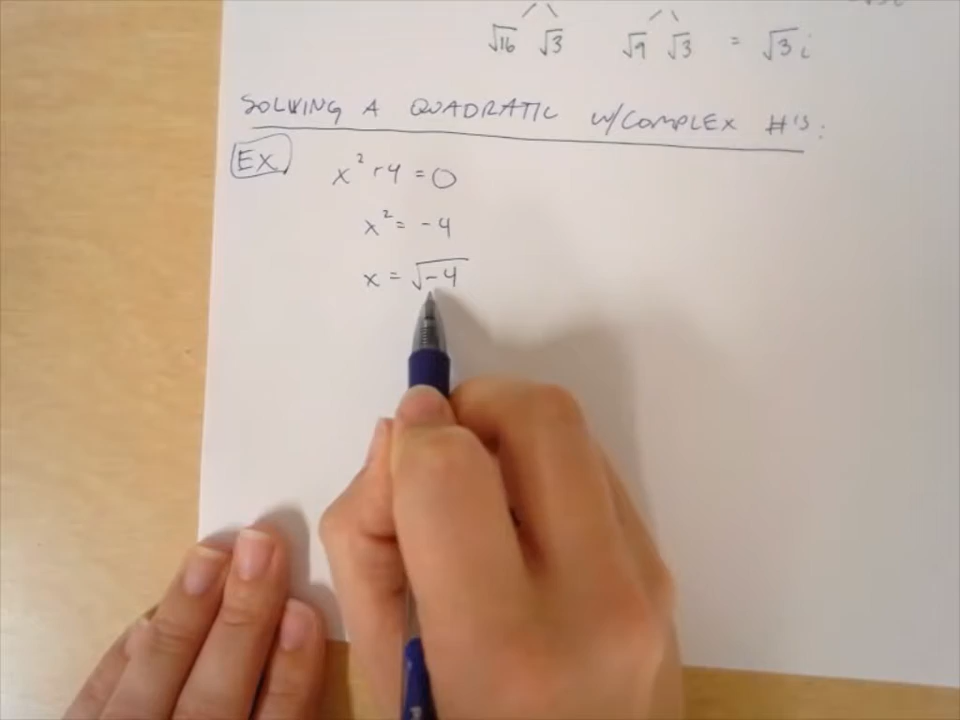 √16 √3 √9 √3 = √3 i
SOLVING A QUADRATIC W/COMPLEX #'S:
EX x² + 4 = 0
x² = -4
x = √-4